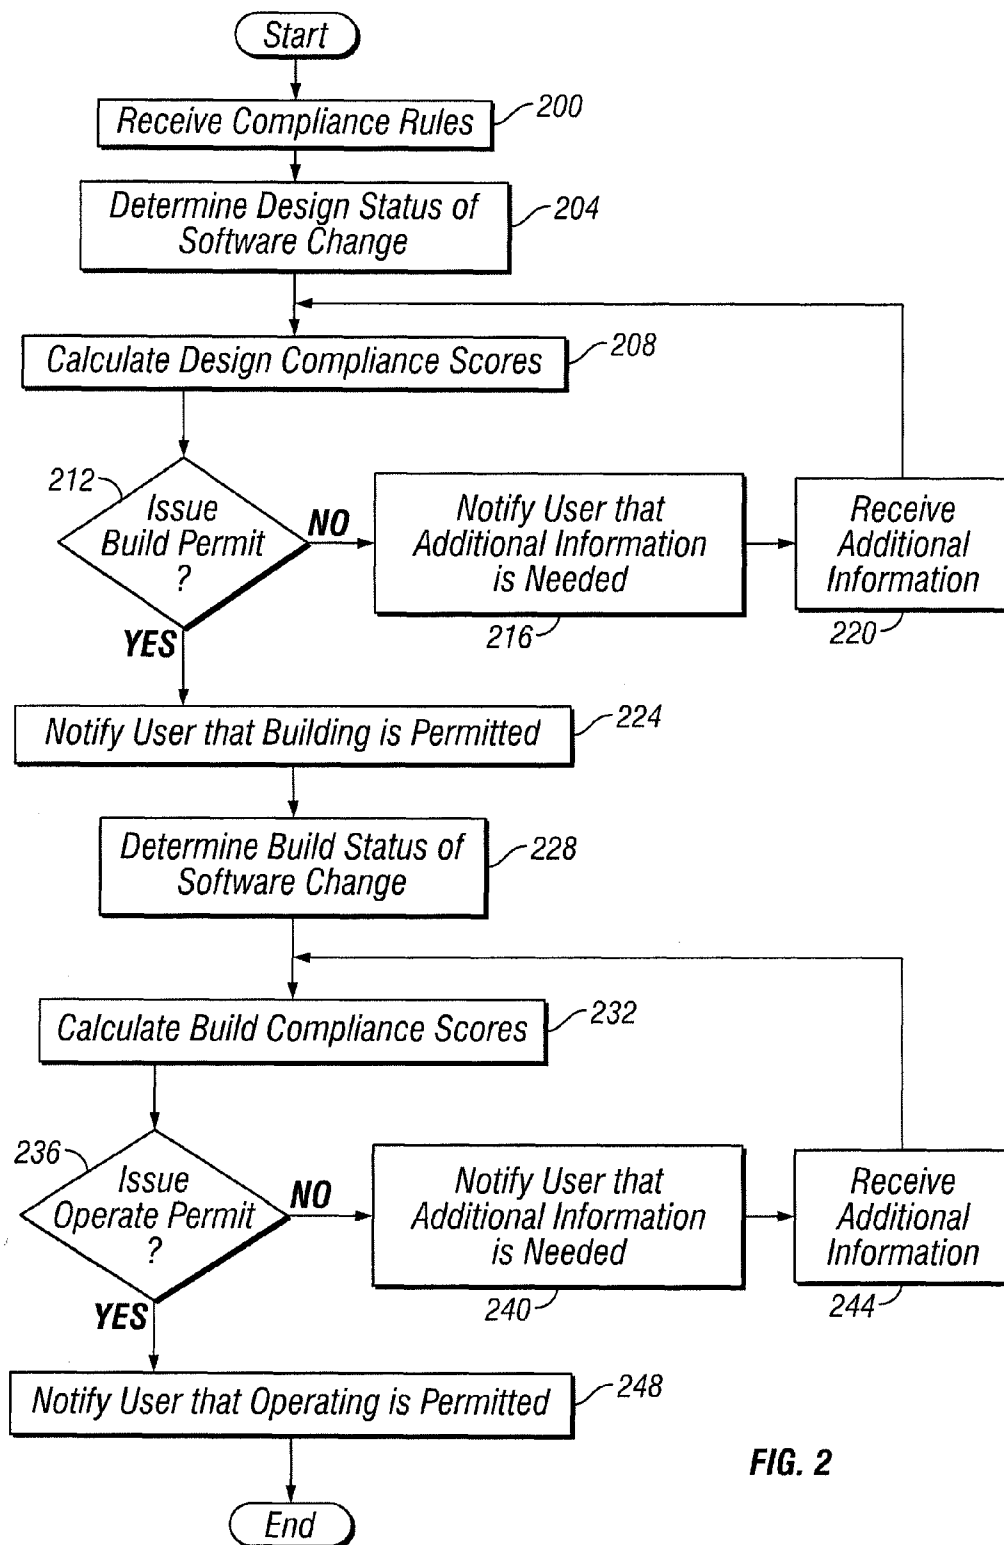 Start
Receive Compliance Rules
200
Determine Design Status of
Software Change
204
Calculate Design Compliance Scores
208
212
Issue
Build Permit
?
NO
YES
Notify User that
Additional Information
is Needed
216
Receive
Additional
Information
220
Notify User that Building is Permitted
224
Determine Build Status of
Software Change
228
Calculate Build Compliance Scores
232
236
Issue
Operate Permit
?
NO
YES
Notify User that
Additional Information
is Needed
240
Receive
Additional
Information
244
Notify User that Operating is Permitted
248
End
FIG. 2